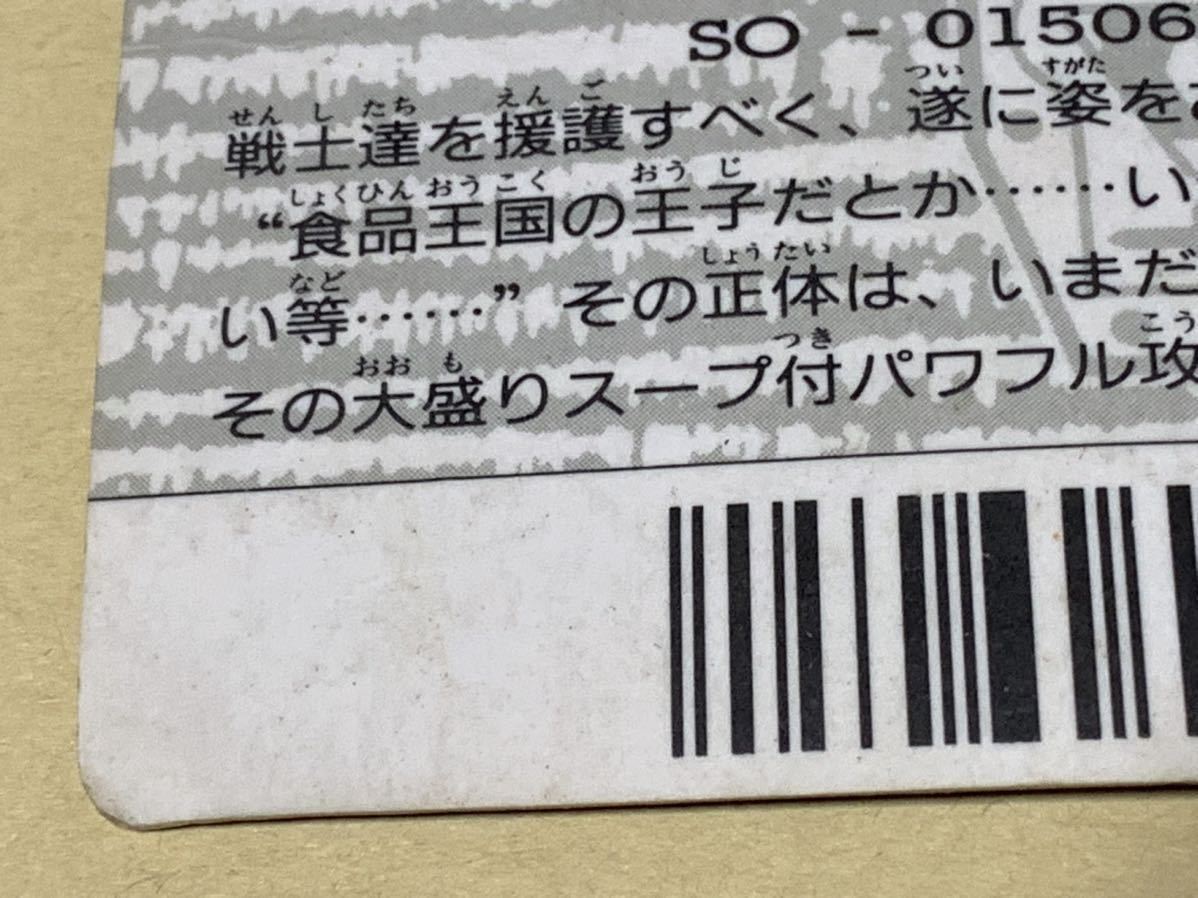 SO - 01506
戦士達を援護すべく、遂に姿を
“食品王国の王子だとか……い
い等……” その正体は、いまだ
その大盛りスープ付パワフル攻